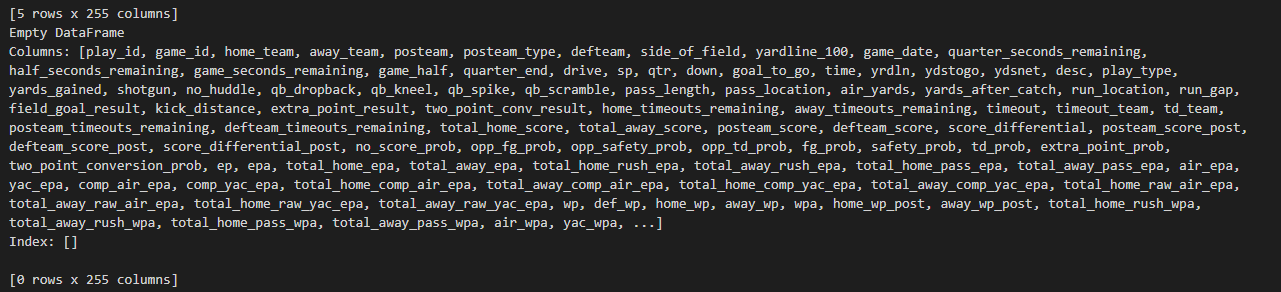 [5 rows x 255 columns]
Empty DataFrame
Columns: [play_id, game_id, home_team, away_team, posteam, posteam_type, defteam, side_of_field, yardline_100, game_date, quarter_seconds_remaining,
half_seconds_remaining, game_seconds_remaining, game_half, quarter_end, drive, sp, qtr, down, goal_to_go, time, yrdln, ydstogo, ydsnet, desc, play_type,
yards_gained, shotgun, no_huddle, qb_dropback, qb_kneel, qb_spike, qb_scramble, pass_length, pass_location, air_yards, yards_after_catch, run_location, run_gap,
field_goal_result, kick_distance, extra_point_result, two_point_conv_result, home_timeouts_remaining, away_timeouts_remaining, timeout, timeout_team, td_team,
posteam_timeouts_remaining, defteam_timeouts_remaining, total_home_score, total_away_score, posteam_score, defteam_score, score_differential, posteam_score_post,
defteam_score_post, score_differential_post, no_score_prob, opp_fg_prob, opp_safety_prob, opp_td_prob, fg_prob, safety_prob, td_prob, extra_point_prob,
two_point_conversion_prob, ep, epa, total_home_epa, total_away_epa, total_home_rush_epa, total_away_rush_epa, total_home_pass_epa, total_away_pass_epa, air_epa,
yac_epa, comp_air_epa, comp_yac_epa, total_home_comp_air_epa, total_away_comp_air_epa, total_home_comp_yac_epa, total_away_comp_yac_epa, total_home_raw_air_epa,
total_away_raw_air_epa, total_home_raw_yac_epa, total_away_raw_yac_epa, wp, def_wp, home_wp, away_wp, wpa, home_wp_post, away_wp_post, total_home_rush_wpa,
total_away_rush_wpa, total_home_pass_wpa, total_away_pass_wpa, air_wpa, yac_wpa, ...]
Index: []
[0 rows x 255 columns]